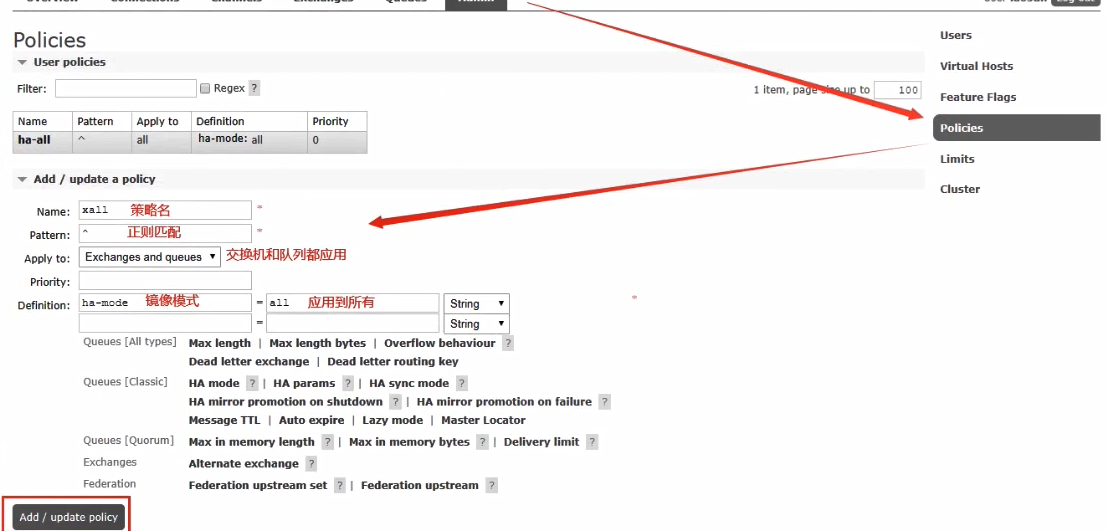 Overview Connections Channels Exchanges Queues Admin
Policies
User policies
Filter: Regex ?
1 item, page size up to 100
Name Pattern Apply to Definition Priority
ha-all ^ all ha-mode: all 0
Add / update a policy
Name: xall 策略名 *
Pattern: ^ 正则匹配 *
Apply to: Exchanges and queues 交换机和队列都应用
Priority:
Definition: ha-mode 镜像模式 = all 应用到所有 String *
= String
Queues [All types] Max length | Max length bytes | Overflow behaviour ?
Dead letter exchange | Dead letter routing key
Queues [Classic] HA mode ? | HA params ? | HA sync mode ?
HA mirror promotion on shutdown ? | HA mirror promotion on failure ?
Message TTL | Auto expire | Lazy mode | Master Locator
Queues [Quorum] Max in memory length ? | Max in memory bytes ? | Delivery limit ?
Exchanges Alternate exchange ?
Federation Federation upstream set ? | Federation upstream ?
Add / update policy
Users
Virtual Hosts
Feature Flags
Policies
Limits
Cluster